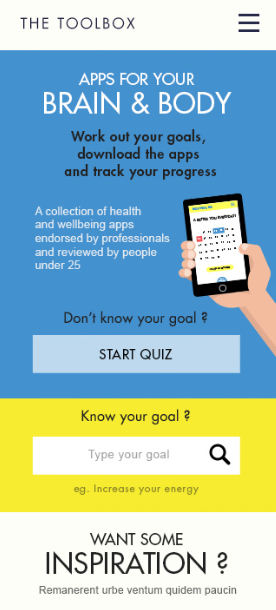 THE TOOLBOX
APPS FOR YOUR
BRAIN & BODY
Work out your goals,
download the apps
and track your progress
A collection of health
and wellbeing apps
endorsed by professionals
and reviewed by people
under 25
Don't know your goal ?
START QUIZ
Know your goal ?
Type your goal
eg. Increase your energy
WANT SOME
INSPIRATION ?
Remanerent urbe ventum quidem paucin